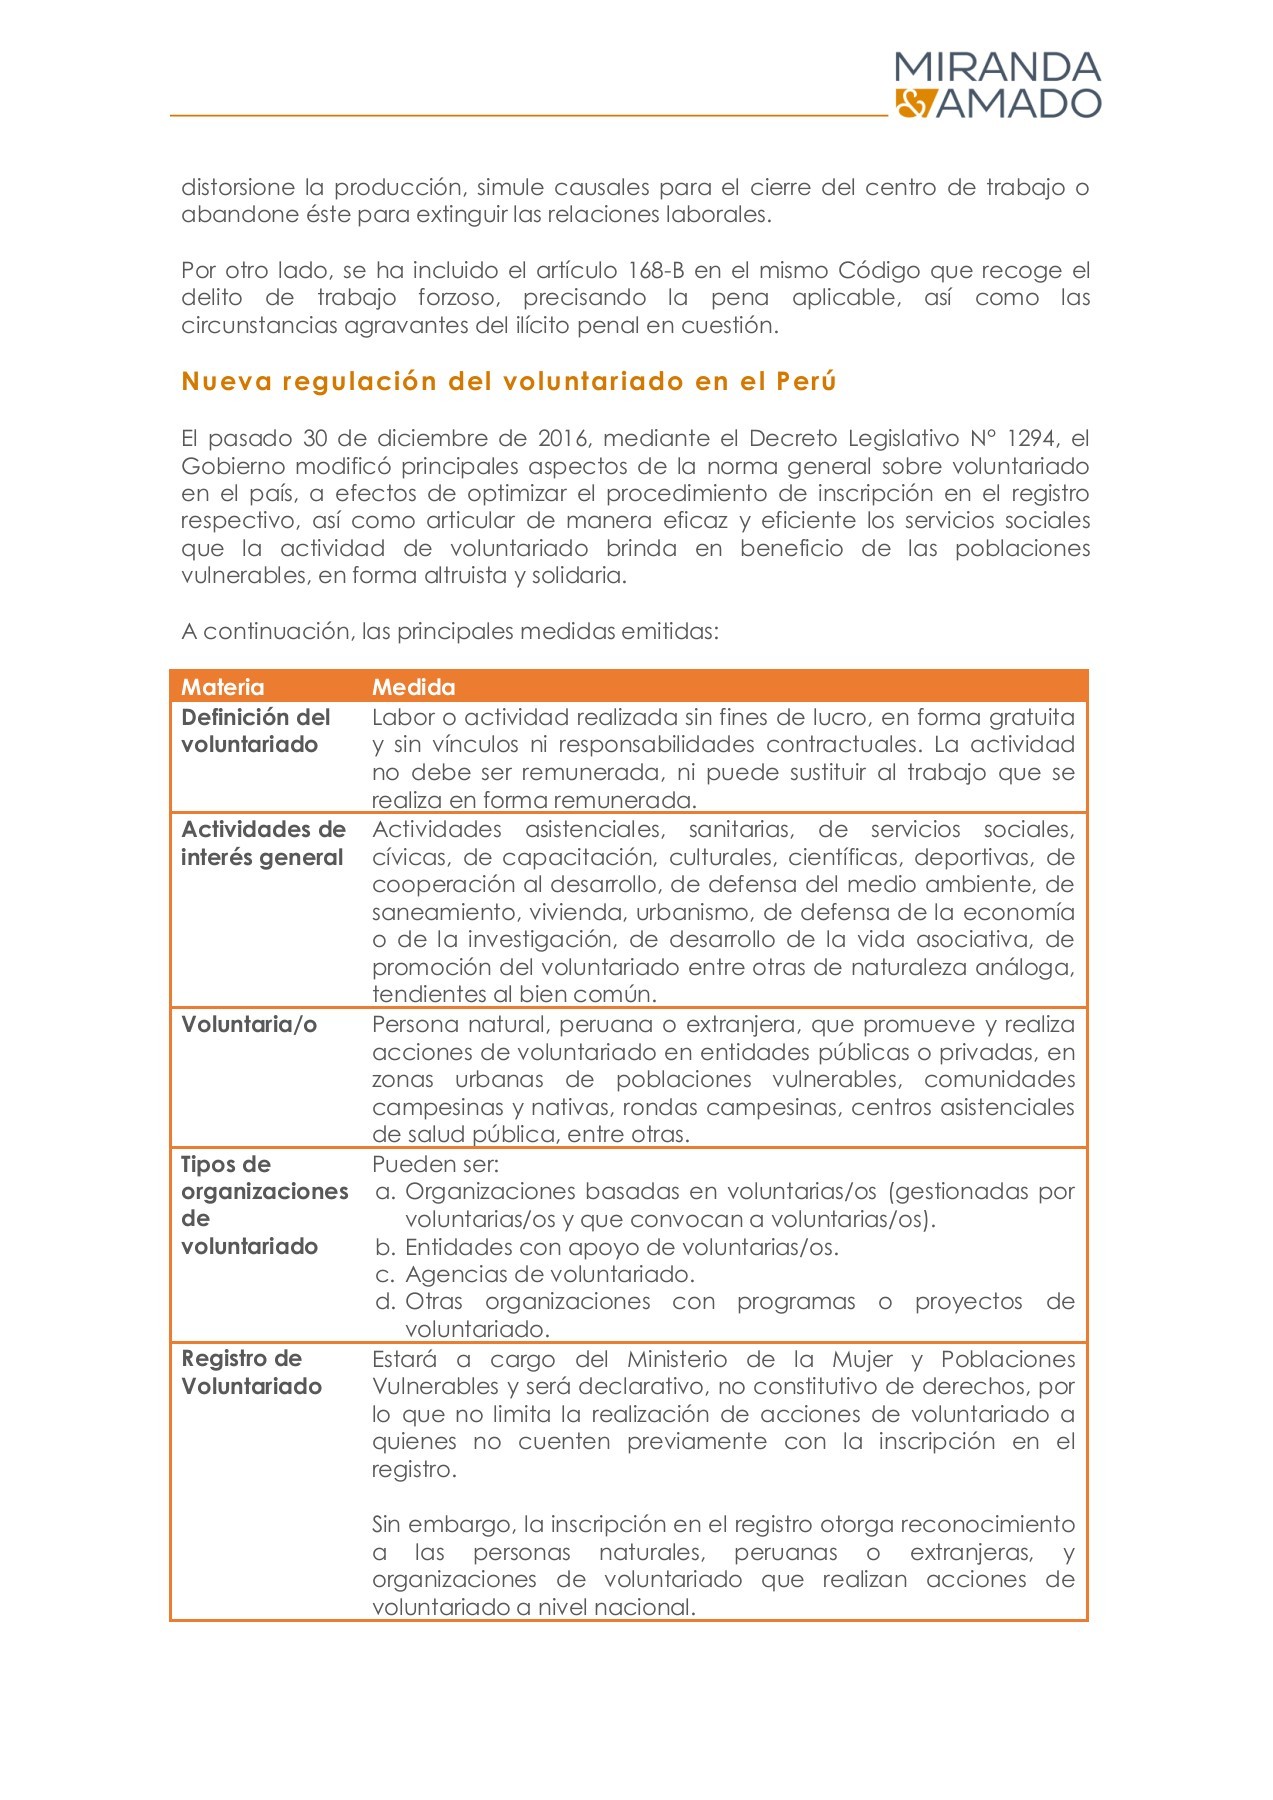 MIRANDA
& AMADO
distorsione la producción, simule causales para el cierre del centro de trabajo o
abandone éste para extinguir las relaciones laborales.
Por otro lado, se ha incluido el artículo 168-B en el mismo Código que recoge el
delito de trabajo forzoso, precisando la pena aplicable, así como las
circunstancias agravantes del ilícito penal en cuestión.
Nueva regulación del voluntariado en el Perú
El pasado 30 de diciembre de 2016, mediante el Decreto Legislativo N° 1294, el
Gobierno modificó principales aspectos de la norma general sobre voluntariado
en el país, a efectos de optimizar el procedimiento de inscripción en el registro
respectivo, así como articular de manera eficaz y eficiente los servicios sociales
que la actividad de voluntariado brinda en beneficio de las poblaciones
vulnerables, en forma altruista y solidaria.
A continuación, las principales medidas emitidas:
Materia Medida
Definición del
voluntariado
Labor o actividad realizada sin fines de lucro, en forma gratuita
y sin vínculos ni responsabilidades contractuales. La actividad
no debe ser remunerada, ni puede sustituir al trabajo que se
realiza en forma remunerada.
Actividades de
interés general
Actividades asistenciales, sanitarias, de servicios sociales,
cívicas, de capacitación, culturales, científicas, deportivas, de
cooperación al desarrollo, de defensa del medio ambiente, de
saneamiento, vivienda, urbanismo, de defensa de la economía
o de la investigación, de desarrollo de la vida asociativa, de
promoción del voluntariado entre otras de naturaleza análoga,
tendientes al bien común.
Voluntaria/o
Persona natural, peruana o extranjera, que promueve y realiza
acciones de voluntariado en entidades públicas o privadas, en
zonas urbanas de poblaciones vulnerables, comunidades
campesinas y nativas, rondas campesinas, centros asistenciales
de salud pública, entre otras.
Tipos de
organizaciones
de
voluntariado
Pueden ser:
a. Organizaciones basadas en voluntarias/os (gestionadas por
voluntarias/os y que convocan a voluntarias/os).
b. Entidades con apoyo de voluntarias/os.
c. Agencias de voluntariado.
d. Otras organizaciones con programas o proyectos de
voluntariado.
Registro de
Voluntariado
Estará a cargo del Ministerio de la Mujer y Poblaciones
Vulnerables y será declarativo, no constitutivo de derechos, por
lo que no limita la realización de acciones de voluntariado a
quienes no cuenten previamente con la inscripción en el
registro.
Sin embargo, la inscripción en el registro otorga reconocimiento
a las personas naturales, peruanas o extranjeras, y
organizaciones de voluntariado que realizan acciones de
voluntariado a nivel nacional.